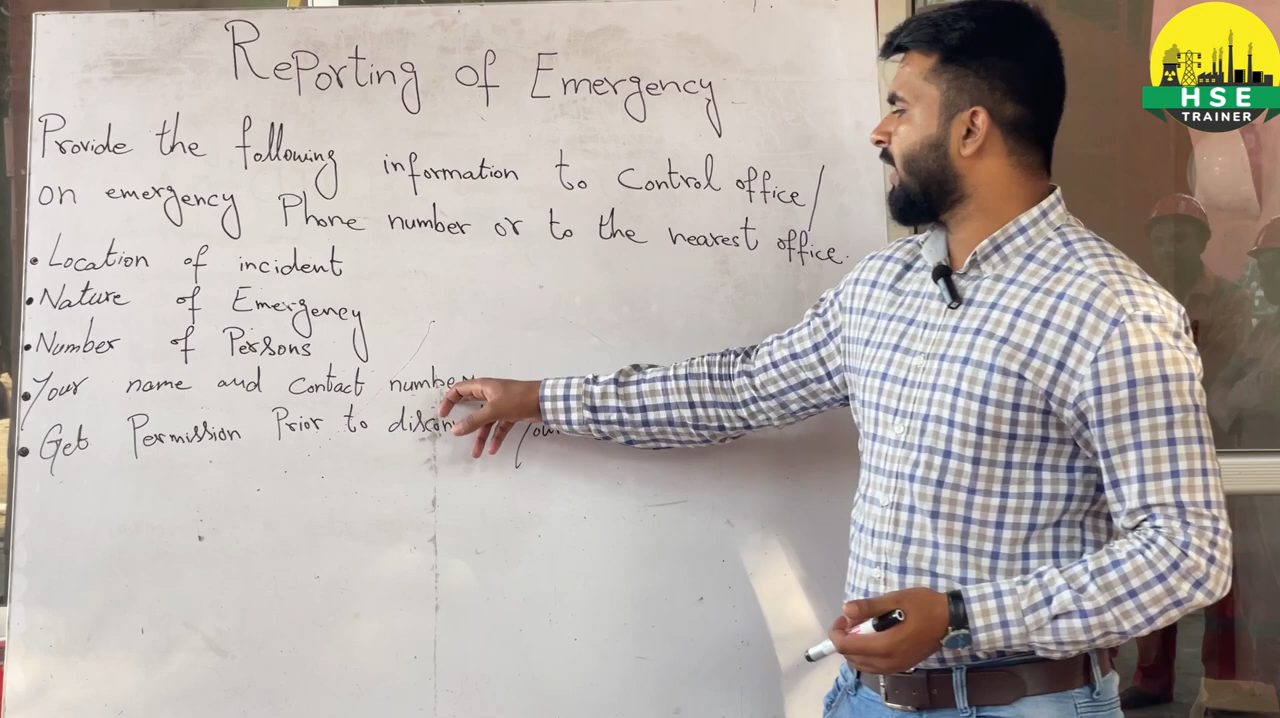 Reporting of Emergency
Provide the following information to Control office/
on emergency Phone number or to the nearest office.
• Location of incident
• Nature of Emergency
• Number of Persons
• Your name and Contact number
• Get Permission Prior to discon
HSE
TRAINER